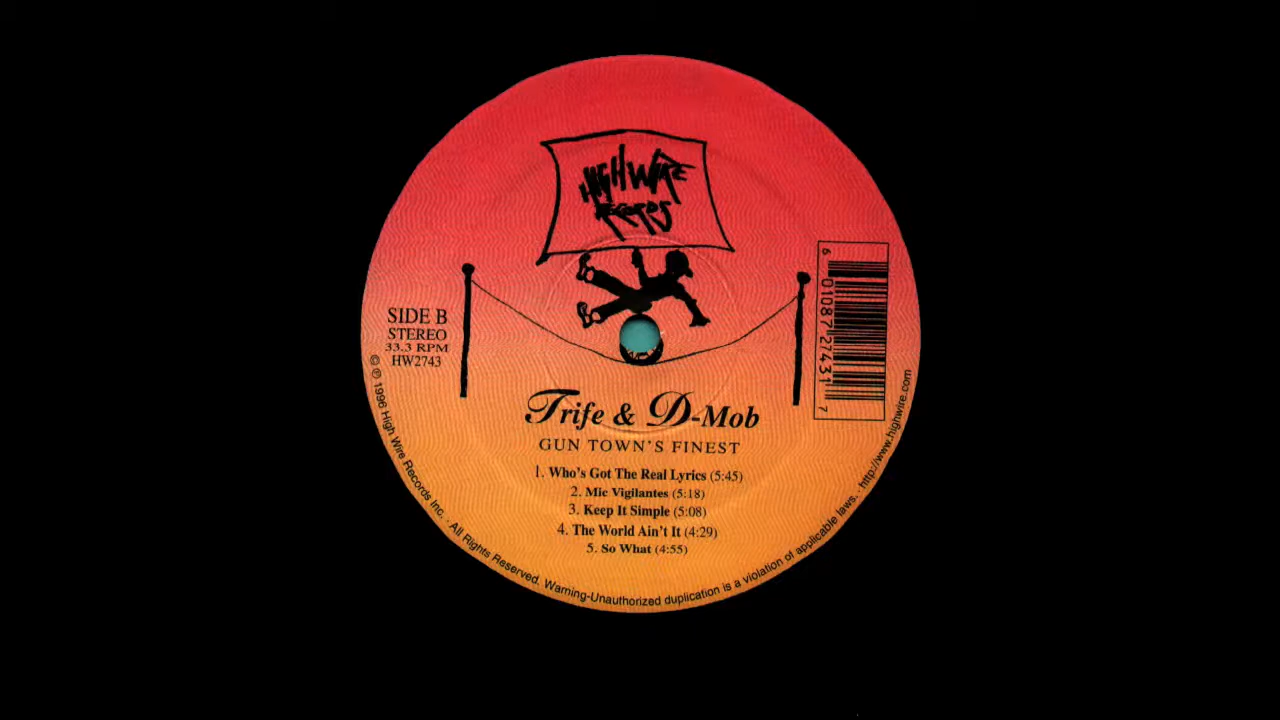 HIGH WIRE
RECORDS
SIDE B
STEREO
33.3 RPM
HW2743
6 01087 27431 7
Trife & D-Mob
GUN TOWN'S FINEST
1. Who's Got The Real Lyrics (5:45)
2. Mic Vigilantes (5:18)
3. Keep It Simple (5:08)
4. The World Ain't It (4:29)
5. So What (4:55)
© ℗ 1996 High Wire Records Inc. · All Rights Reserved. Warning-Unauthorized duplication is a violation of applicable laws. · http://www.highwire.com